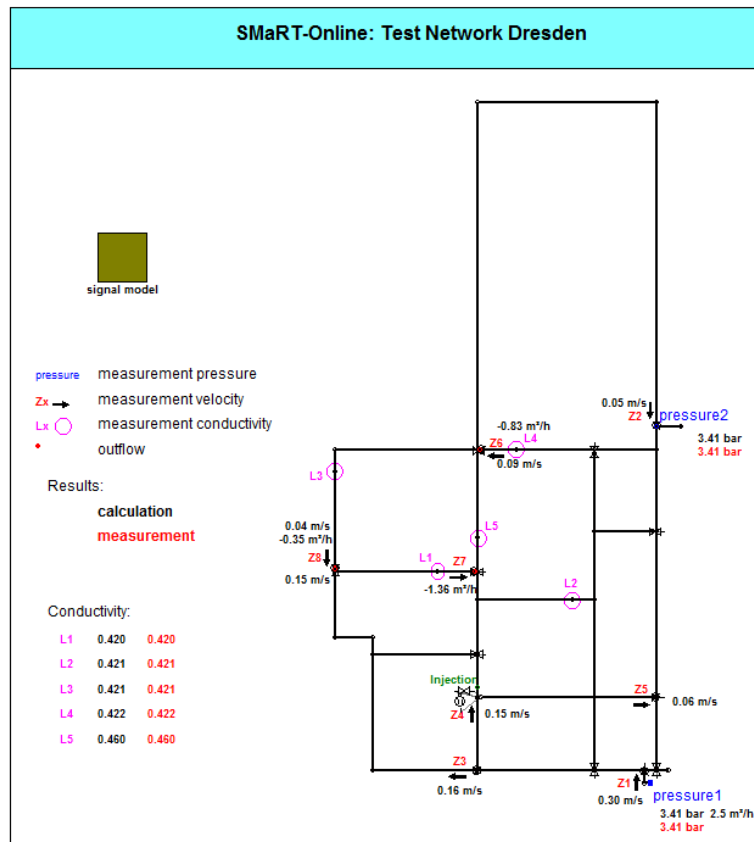 SMaRT-Online: Test Network Dresden
signal model
pressure measurement pressure
Zx measurement velocity
Lx measurement conductivity
outflow
Results:
calculation
measurement
Conductivity:
L1 0.420 0.420
L2 0.421 0.421
L3 0.421 0.421
L4 0.422 0.422
L5 0.460 0.460
0.05 m/s
Z2 pressure2
3.41 bar
3.41 bar
-0.83 m³/h
L4
Z6
0.09 m/s
L3
L5
0.04 m/s
-0.35 m³/h
Z8
0.15 m/s
L1 Z7
-1.36 m³/h
L2
Injection
Z4 0.15 m/s
Z5
0.06 m/s
Z3
0.16 m/s
Z1
0.30 m/s
pressure1
3.41 bar 2.5 m³/h
3.41 bar